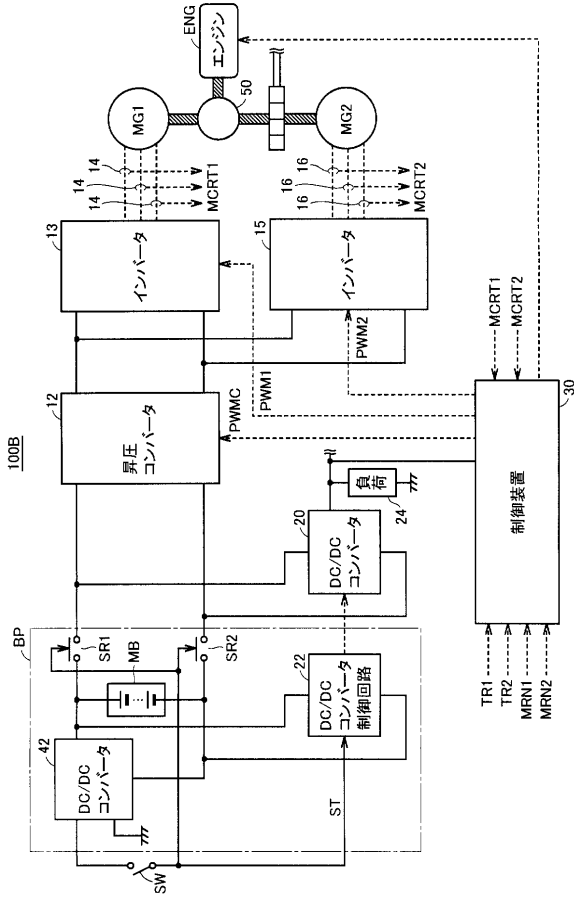 100B
BP
42
DC/DC
コンバータ
MB
SR1
SR2
SW
ST
22
DC/DC
コンバータ
制御回路
20
DC/DC
コンバータ
負荷
24
12
昇圧
コンバータ
PWMC
PWM1
PWM2
13
インバータ
15
インバータ
14
14
14
MCRT1
16
16
16
MCRT2
MG1
MG2
50
ENG
エンジン
TR1
TR2
MRN1
MRN2
制御装置
30
MCRT1
MCRT2